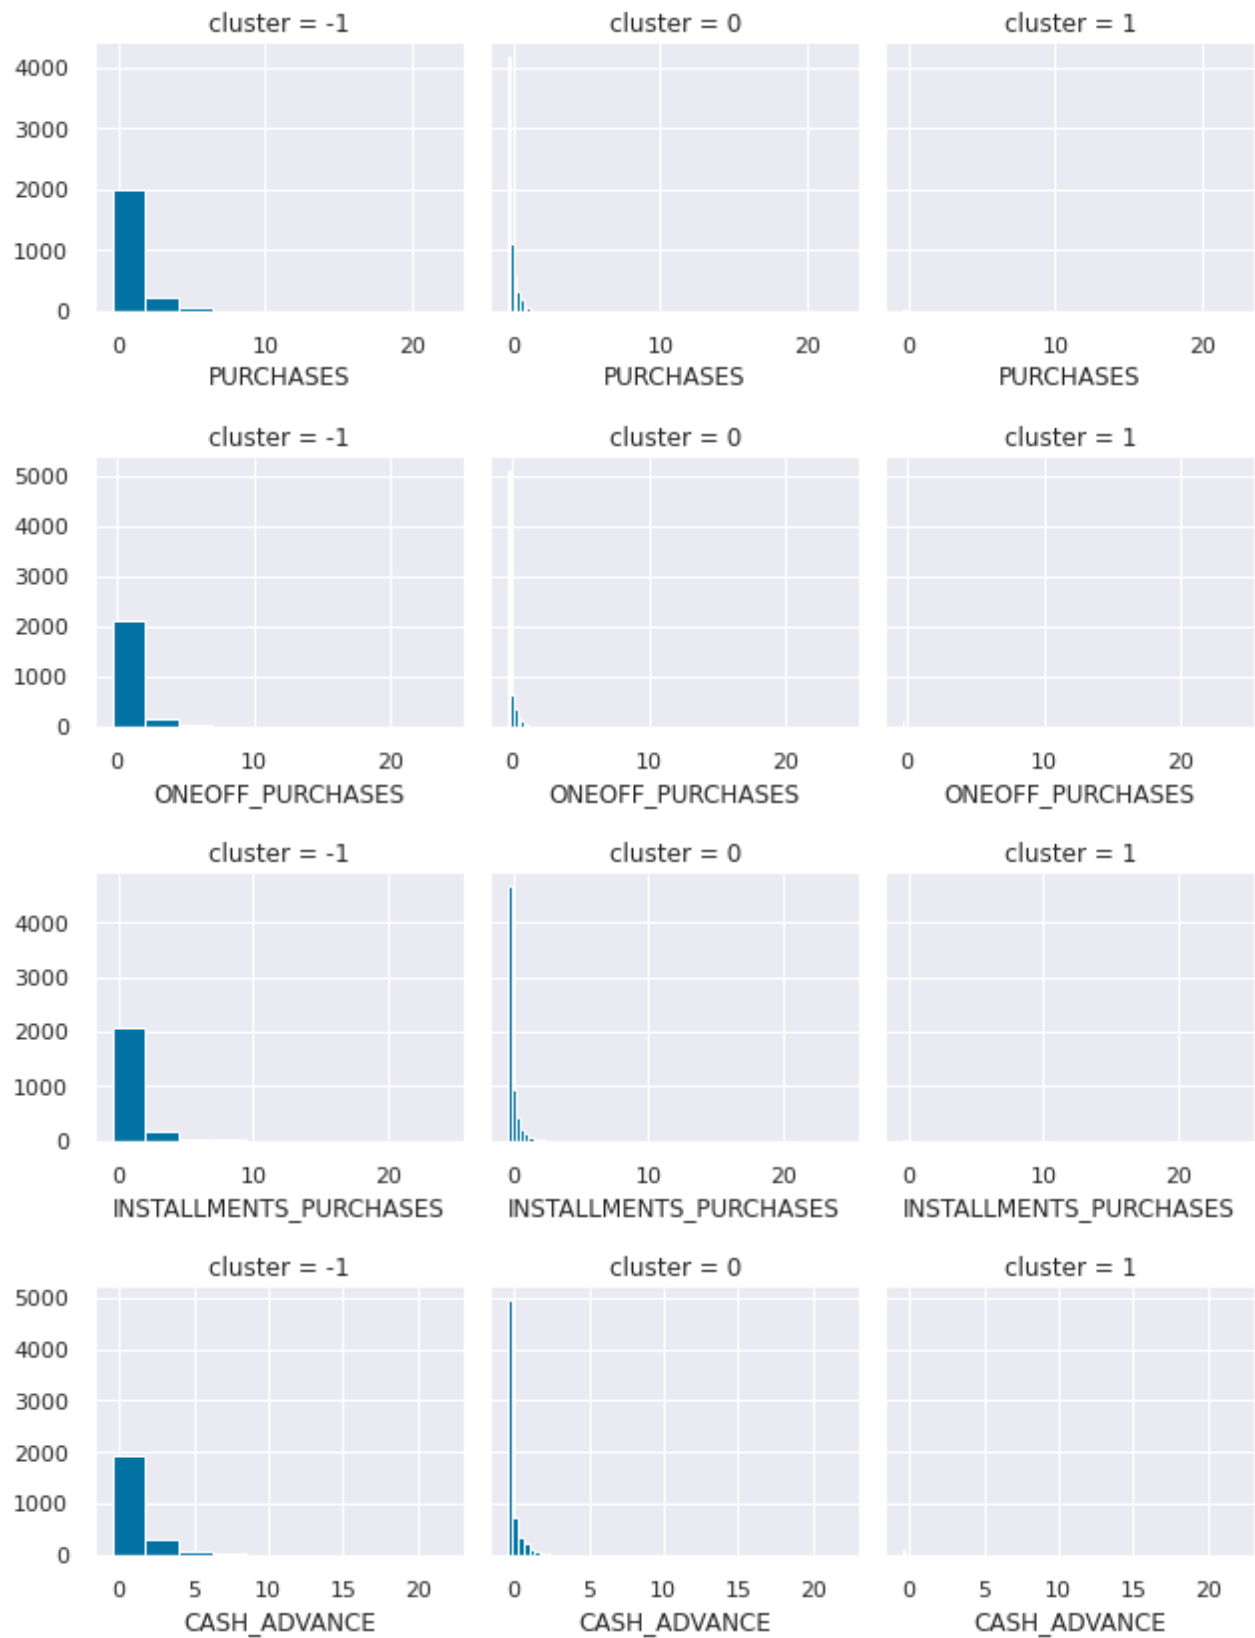 cluster = -1 cluster = 0 cluster = 1
4000
3000
2000
1000
0
0 10 20 0 10 20 0 10 20
PURCHASES PURCHASES PURCHASES
cluster = -1 cluster = 0 cluster = 1
5000
4000
3000
2000
1000
0
0 10 20 0 10 20 0 10 20
ONEOFF_PURCHASES ONEOFF_PURCHASES ONEOFF_PURCHASES
cluster = -1 cluster = 0 cluster = 1
4000
3000
2000
1000
0
0 10 20 0 10 20 0 10 20
INSTALLMENTS_PURCHASES INSTALLMENTS_PURCHASES INSTALLMENTS_PURCHASES
cluster = -1 cluster = 0 cluster = 1
5000
4000
3000
2000
1000
0
0 5 10 15 20 0 5 10 15 20 0 5 10 15 20
CASH_ADVANCE CASH_ADVANCE CASH_ADVANCE